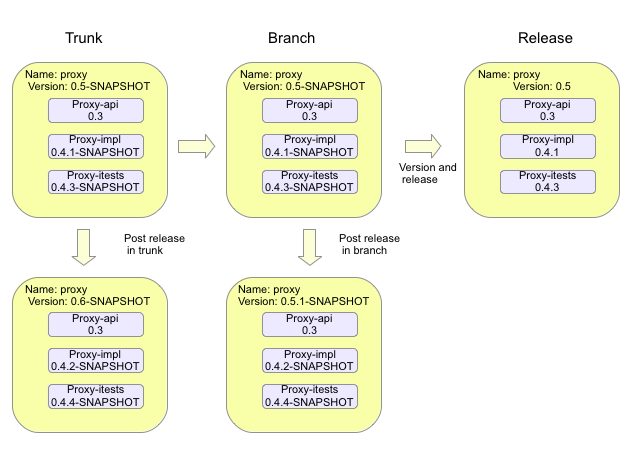 Trunk
Branch
Release
Name: proxy
Version: 0.5-SNAPSHOT
Proxy-api
0.3
Proxy-impl
0.4.1-SNAPSHOT
Proxy-itests
0.4.3-SNAPSHOT
Name: proxy
Version: 0.5-SNAPSHOT
Proxy-api
0.3
Proxy-impl
0.4.1-SNAPSHOT
Proxy-itests
0.4.3-SNAPSHOT
Version and
release
Name: proxy
Version: 0.5
Proxy-api
0.3
Proxy-impl
0.4.1
Proxy-itests
0.4.3
Post release
in trunk
Post release
in branch
Name: proxy
Version: 0.6-SNAPSHOT
Proxy-api
0.3
Proxy-impl
0.4.2-SNAPSHOT
Proxy-itests
0.4.4-SNAPSHOT
Name: proxy
Version: 0.5.1-SNAPSHOT
Proxy-api
0.3
Proxy-impl
0.4.2-SNAPSHOT
Proxy-itests
0.4.4-SNAPSHOT